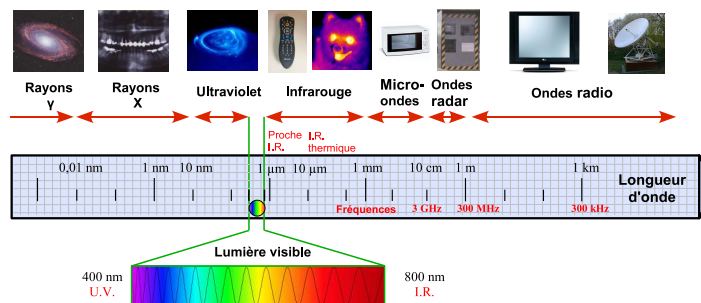 Rayons
γ
Rayons
X
Ultraviolet
Infrarouge
Micro-
ondes
Ondes
radar
Ondes radio
Proche
I.R.
I.R.
thermique
0,01 nm
1 nm
10 nm
1 µm
10 µm
1 mm
10 cm
1 m
1 km
Longueur
d'onde
Fréquences
3 GHz
300 MHz
300 kHz
Lumière visible
400 nm
U.V.
800 nm
I.R.